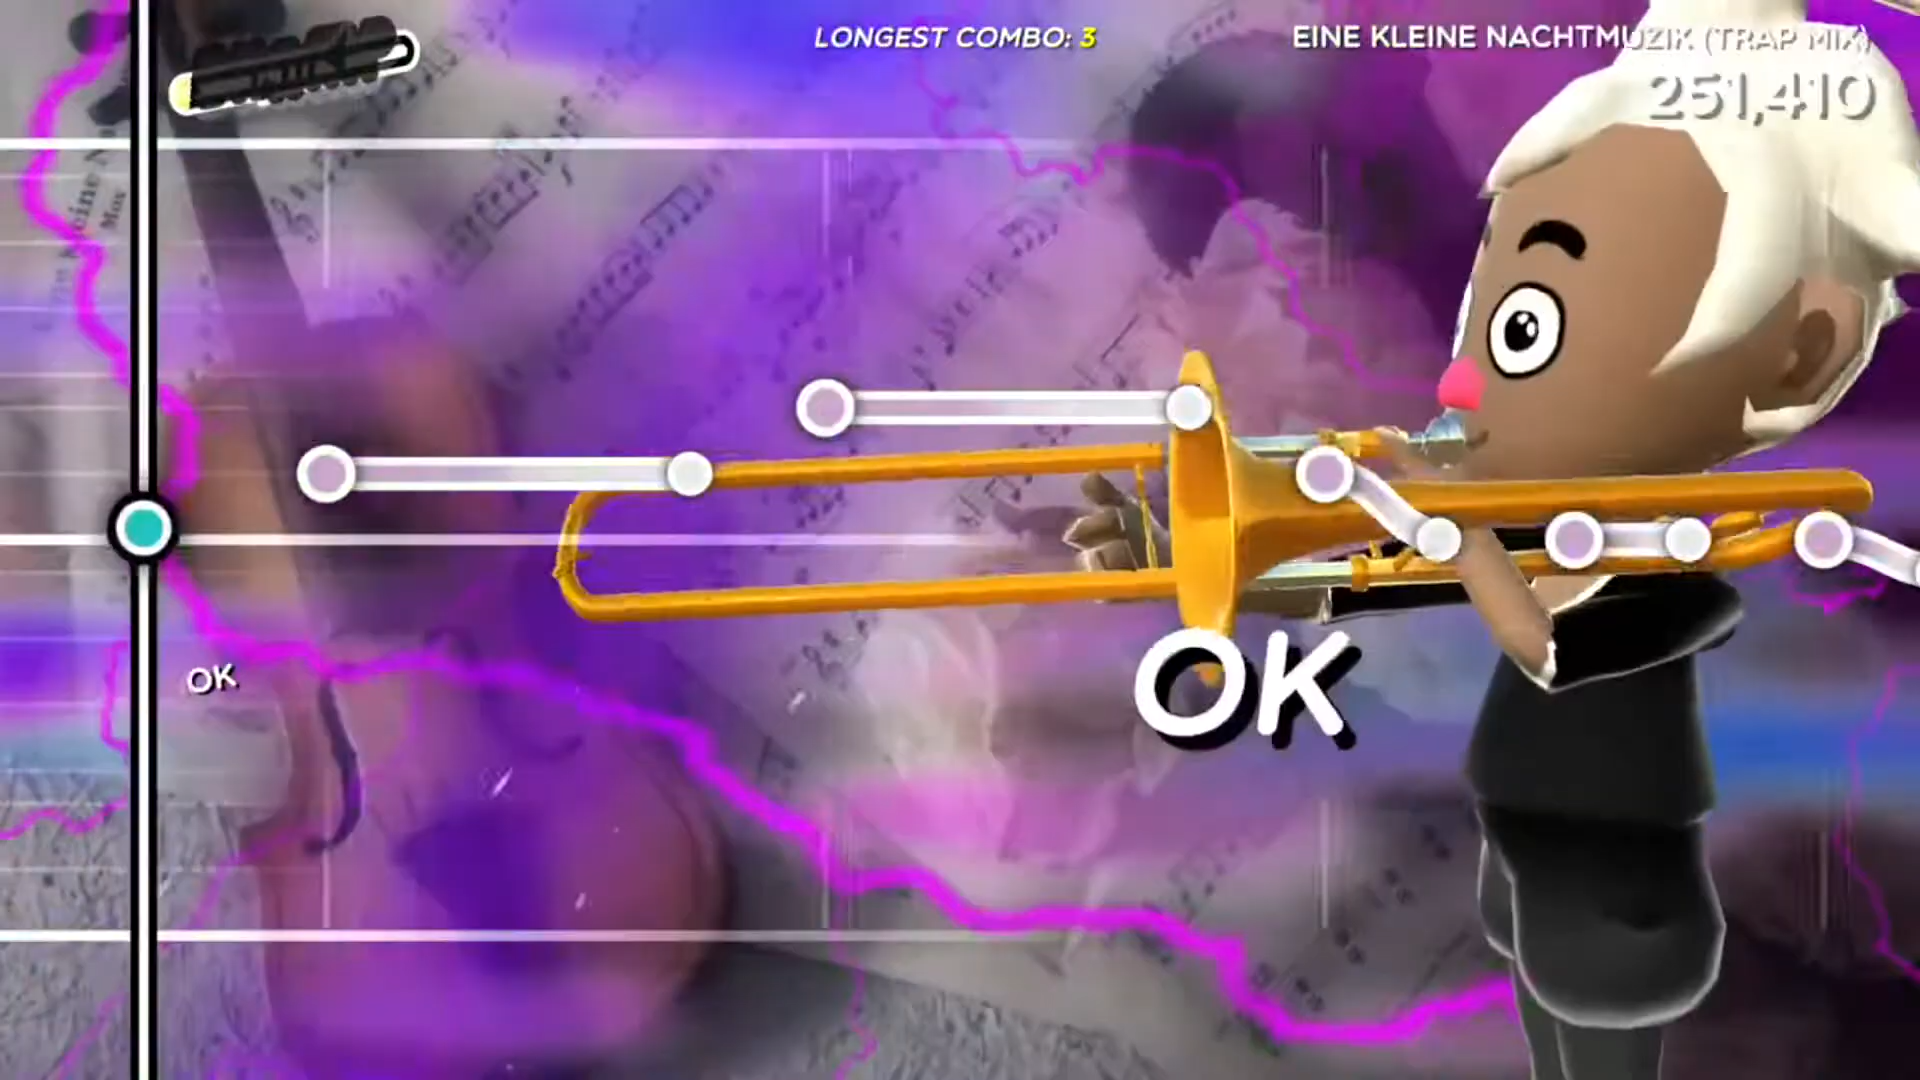 LONGEST COMBO: 3
EINE KLEINE NACHTMUZIK (TRAP MIX)
251,410
OK
OK